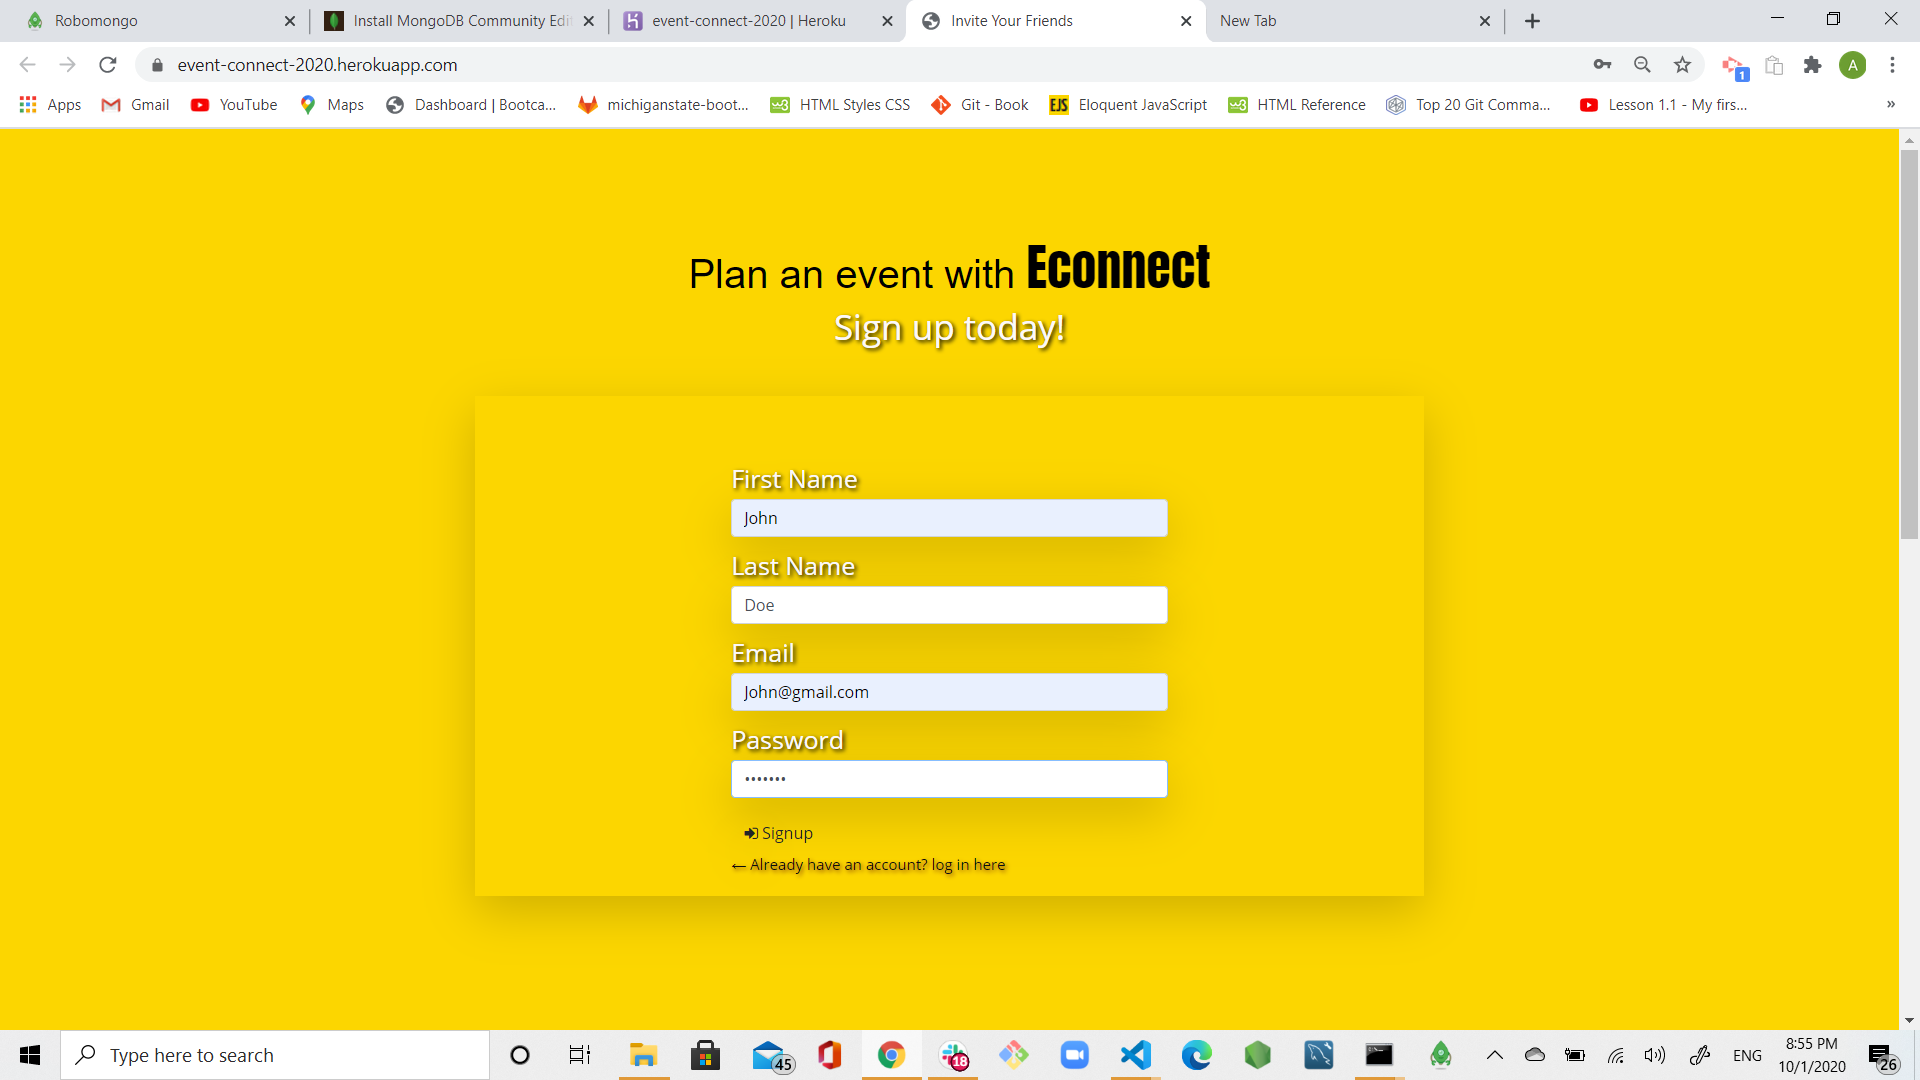 Robomongo
Install MongoDB Community Edi
event-connect-2020 | Heroku
Invite Your Friends
New Tab
event-connect-2020.herokuapp.com
1
A
Apps
Gmail
YouTube
Maps
Dashboard | Bootca...
michiganstate-boot...
HTML Styles CSS
Git - Book
EJS
Eloquent JavaScript
HTML Reference
Top 20 Git Comma...
Lesson 1.1 - My firs...
»
Plan an event with Econnect
Sign up today!
First Name
John
Last Name
Doe
Email
John@gmail.com
Password
•••••••
Signup
← Already have an account? log in here
Type here to search
45
18
ENG
8:55 PM
10/1/2020
26